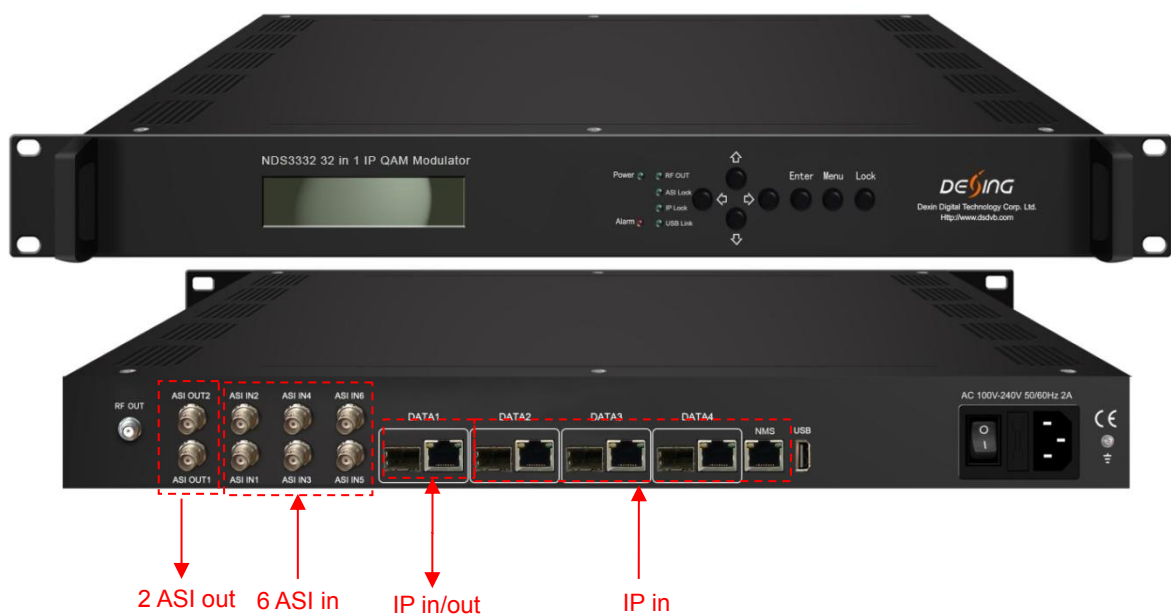 NDS3332 32 in 1 IP QAM Modulator
Power
RF OUT
ASI Lock
IP Lock
Alarm
USB Link
Enter Menu Lock
DESING
Dexin Digital Technology Corp. Ltd.
Http://www.dsdvb.com
RF OUT
ASI OUT2
ASI IN2
ASI IN4
ASI IN6
DATA1
DATA2
DATA3
DATA4
NMS
USB
AC 100V-240V 50/60Hz 2A
O
I
CE
ASI OUT1
ASI IN1
ASI IN3
ASI IN5
2 ASI out
6 ASI in
IP in/out
IP in